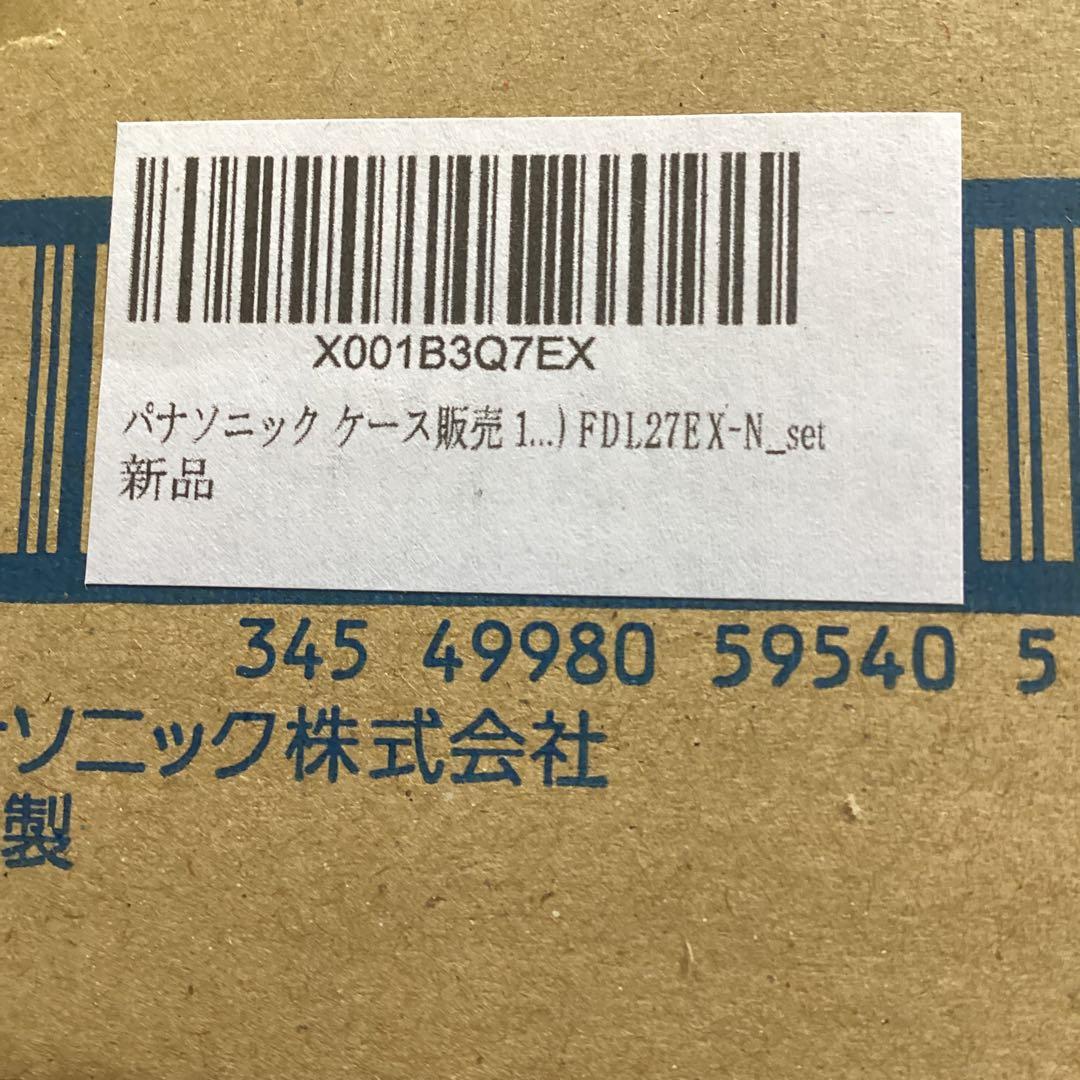 X001B3Q7EX
パナソニック ケース販売 1...) FDL27EX-N_set
新品
345 49980 59540 5
ソニック株式会社
製